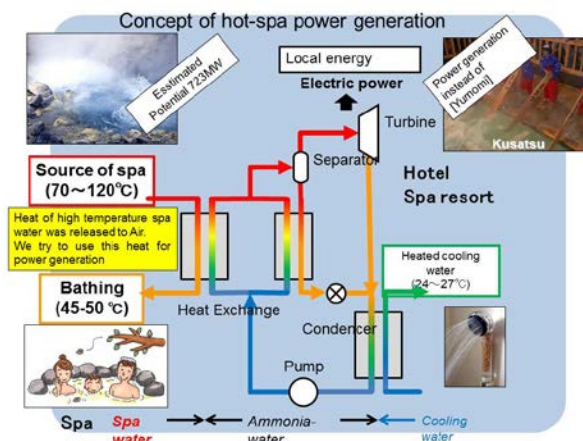 Concept of hot-spa power generation
Esstimated
Potential 723MW
Local energy
Electric power
Power generation
instead of
[Yumomi]
Kusatsu
Turbine
Separator
Source of spa
(70～120℃)
Hotel
Spa resort
Heat of high temperature spa
water was released to Air.
We try to use this heat for
power generation
Heated cooling
water
(24～27℃)
Bathing
(45-50 ℃)
Heat Exchange
Condencer
Pump
Spa
Spa
water
Ammonia-
water
Cooling
water